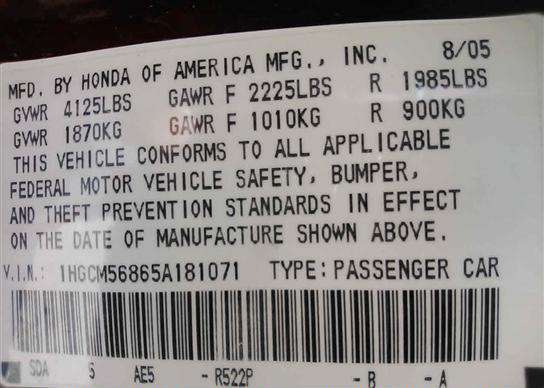 MFD. BY HONDA OF AMERICA MFG., INC. 8/05
GVWR 4125LBS GAWR F 2225LBS R 1985LBS
GVWR 1870KG GAWR F 1010KG R 900KG
THIS VEHICLE CONFORMS TO ALL APPLICABLE
FEDERAL MOTOR VEHICLE SAFETY, BUMPER,
AND THEFT PREVENTION STANDARDS IN EFFECT
ON THE DATE OF MANUFACTURE SHOWN ABOVE.
V.I.N.: 1HGCM56865A181071 TYPE: PASSENGER CAR
SDA 5 AE5 - R522P - B - A